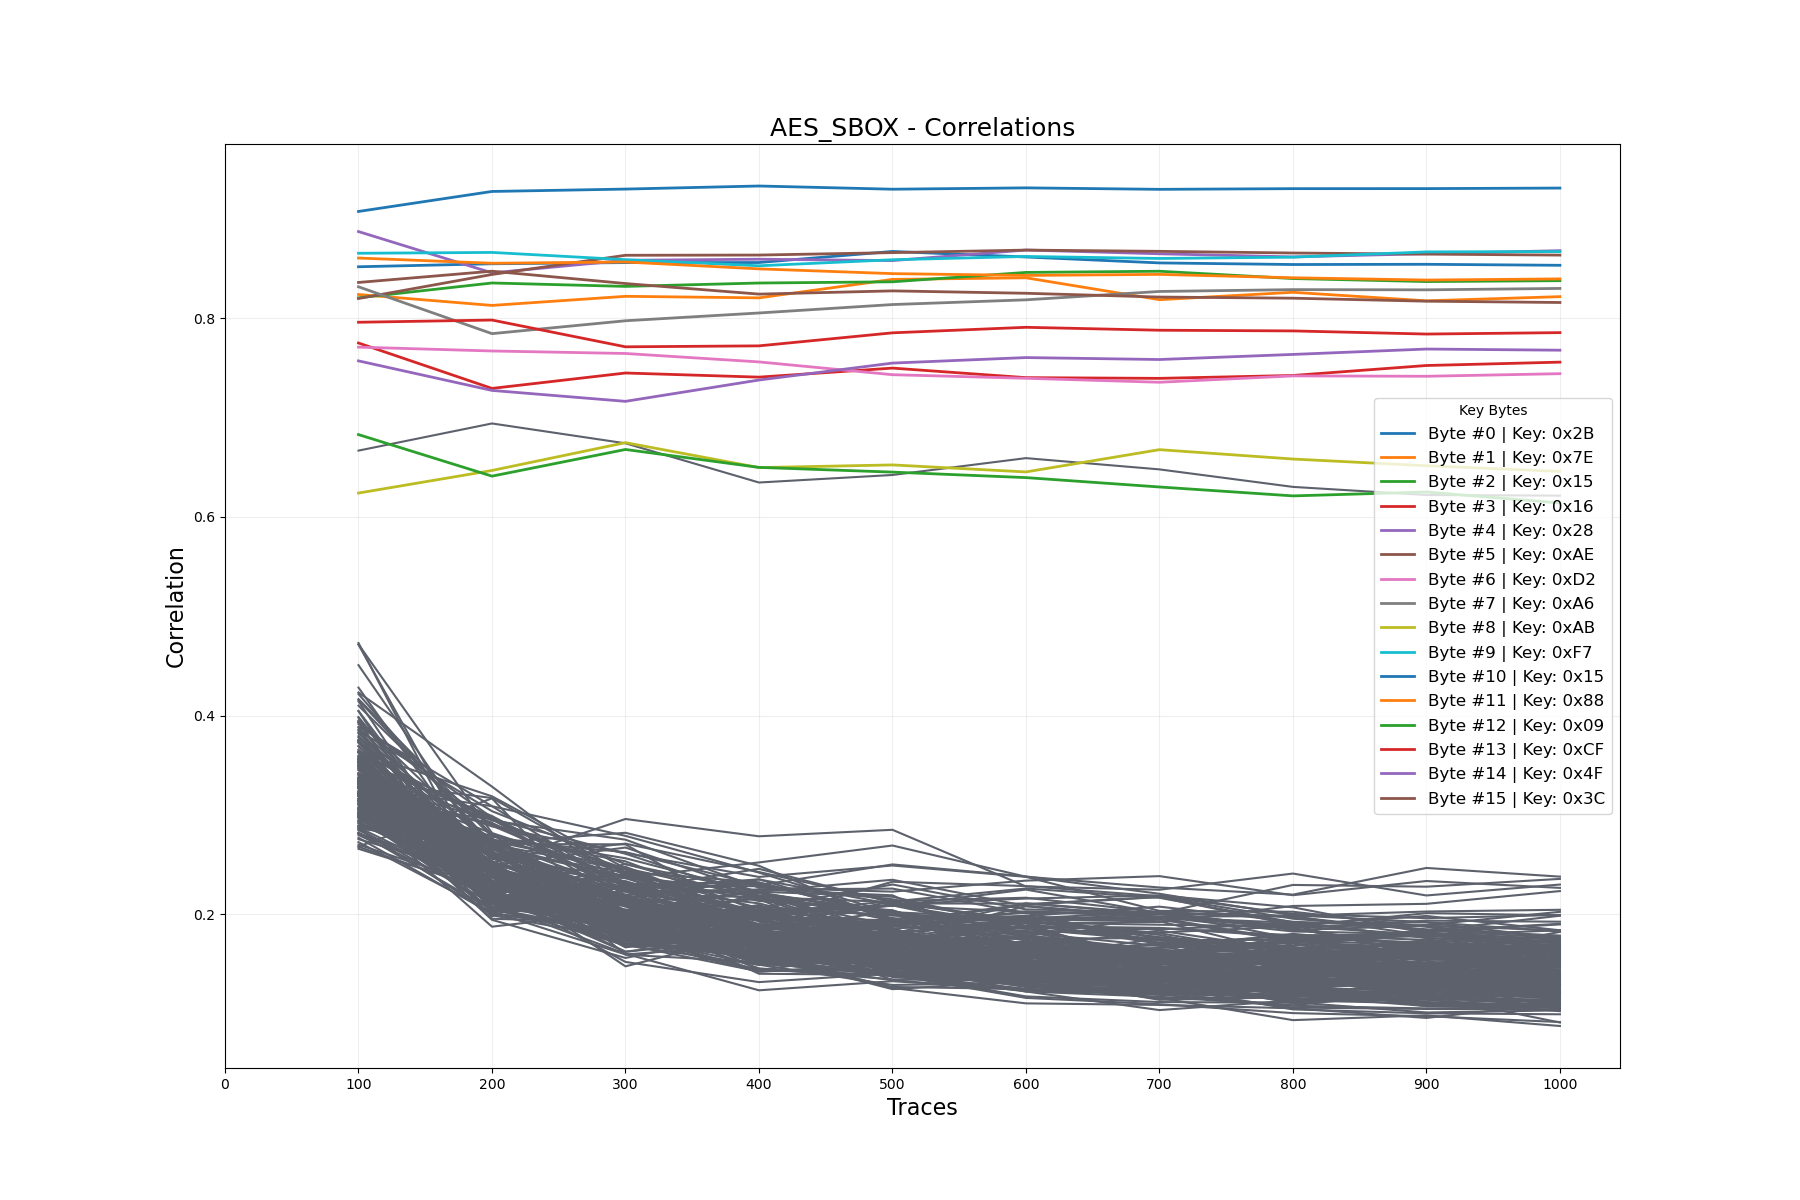 AES_SBOX - Correlations
Correlation
0.8
0.6
0.4
0.2
0
100
200
300
400
500
600
700
800
900
1000
Traces
Key Bytes
Byte #0 | Key: 0x2B
Byte #1 | Key: 0x7E
Byte #2 | Key: 0x15
Byte #3 | Key: 0x16
Byte #4 | Key: 0x28
Byte #5 | Key: 0xAE
Byte #6 | Key: 0xD2
Byte #7 | Key: 0xA6
Byte #8 | Key: 0xAB
Byte #9 | Key: 0xF7
Byte #10 | Key: 0x15
Byte #11 | Key: 0x88
Byte #12 | Key: 0x09
Byte #13 | Key: 0xCF
Byte #14 | Key: 0x4F
Byte #15 | Key: 0x3C